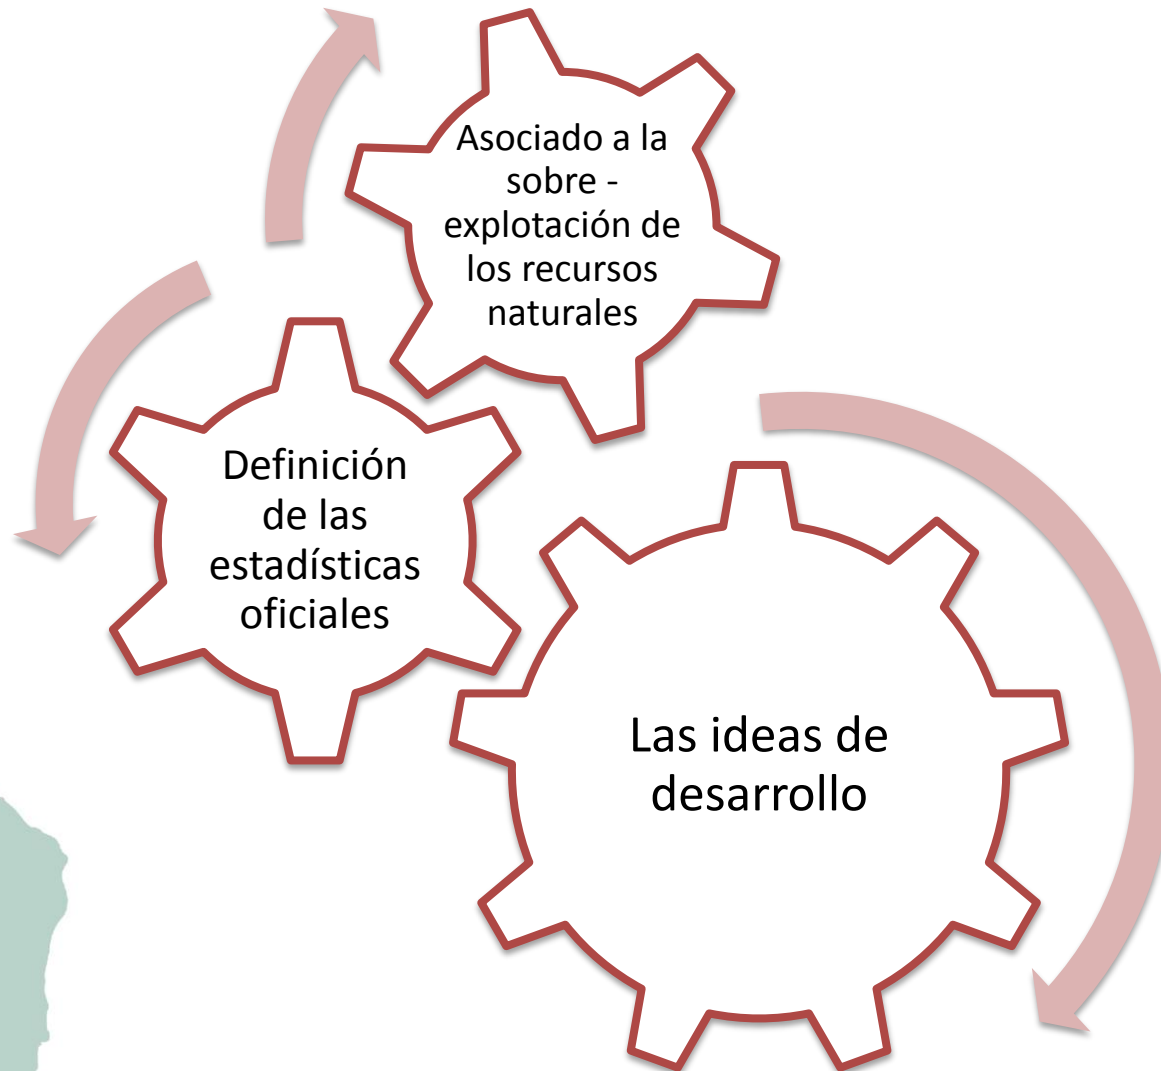 Asociado a la
sobre -
explotación de
los recursos
naturales
Definición
de las
estadísticas
oficiales
Las ideas de
desarrollo